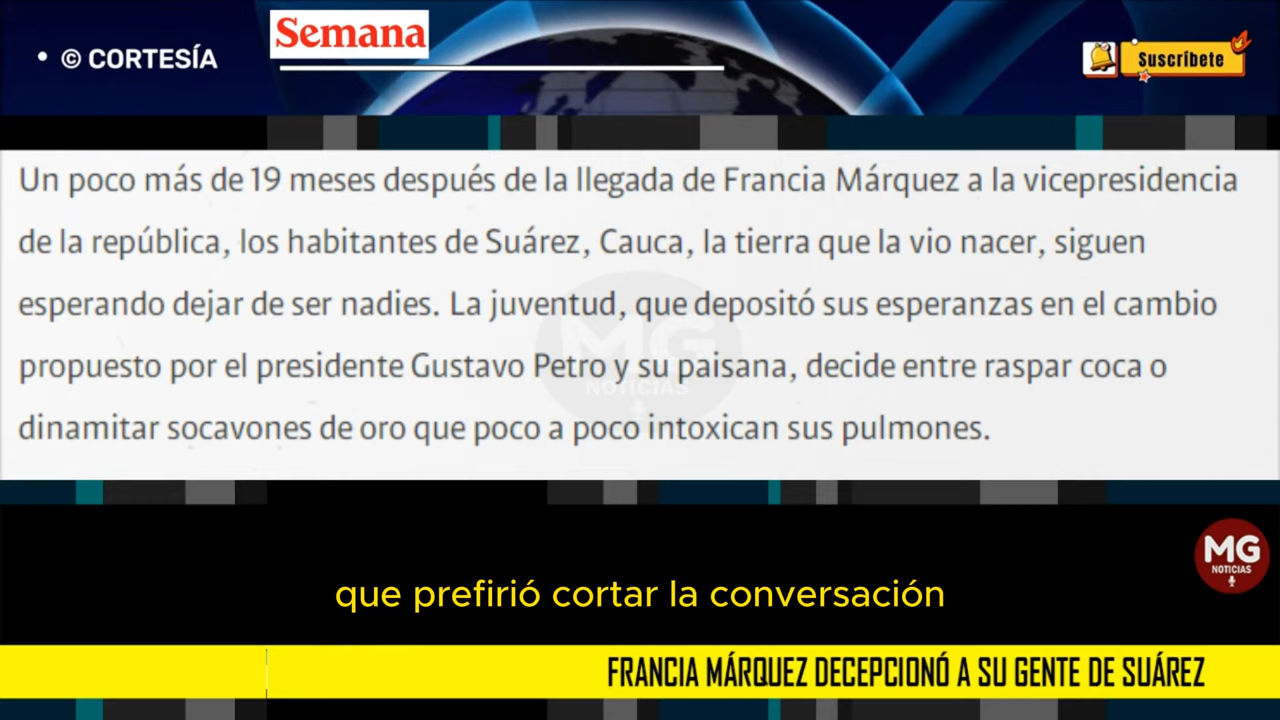 • © CORTESÍA
Semana
Suscríbete
Un poco más de 19 meses después de la llegada de Francia Márquez a la vicepresidencia
de la república, los habitantes de Suárez, Cauca, la tierra que la vio nacer, siguen
esperando dejar de ser nadies. La juventud, que depositó sus esperanzas en el cambio
propuesto por el presidente Gustavo Petro y su paisana, decide entre raspar coca o
dinamitar socavones de oro que poco a poco intoxican sus pulmones.
MG
NOTICIAS
MG
NOTICIAS
que prefirió cortar la conversación
FRANCIA MÁRQUEZ DECEPCIONÓ A SU GENTE DE SUÁREZ